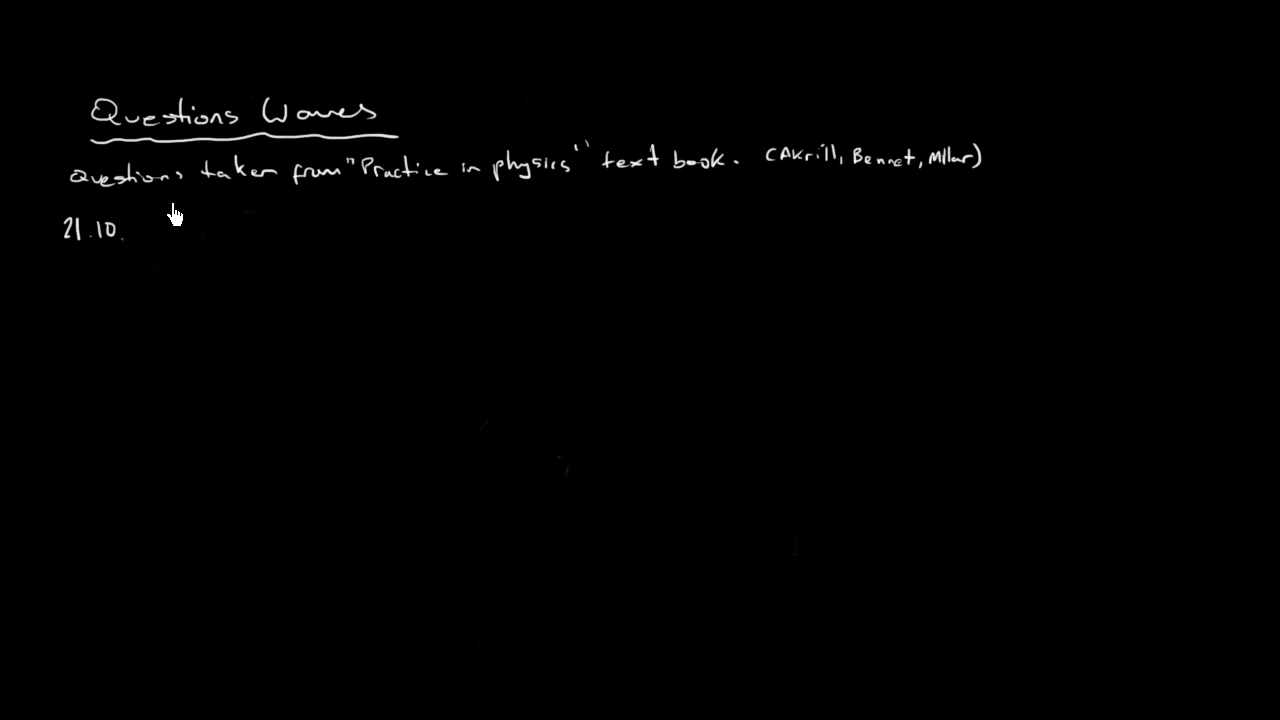 Questions Waves
Questions taken from "Practice in physics" text book. (Akrill, Bennet, Millar)
21.10.